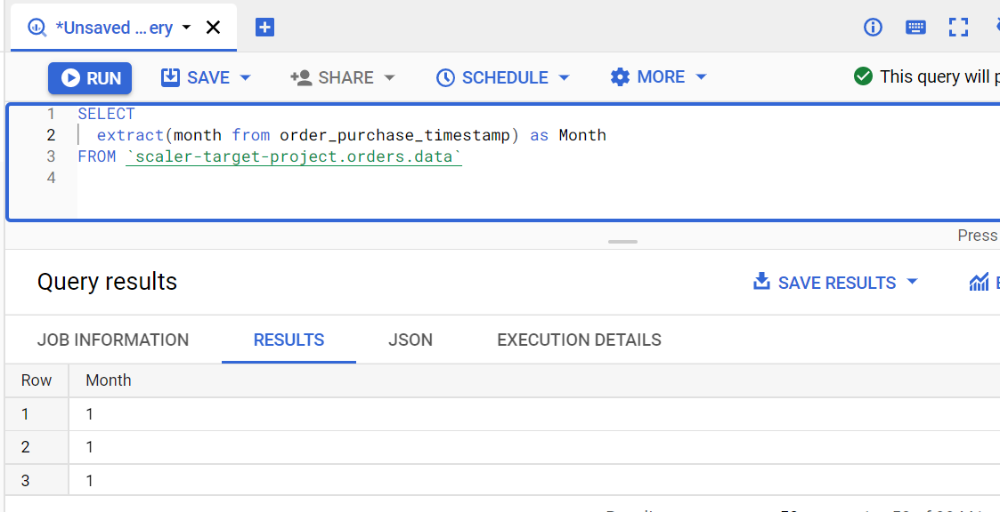 *Unsaved ...ery
RUN SAVE SHARE SCHEDULE MORE This query will
1 SELECT
2 extract(month from order_purchase_timestamp) as Month
3 FROM `scaler-target-project.orders.data`
4
Press
Query results SAVE RESULTS
JOB INFORMATION RESULTS JSON EXECUTION DETAILS
Row Month
1 1
2 1
3 1